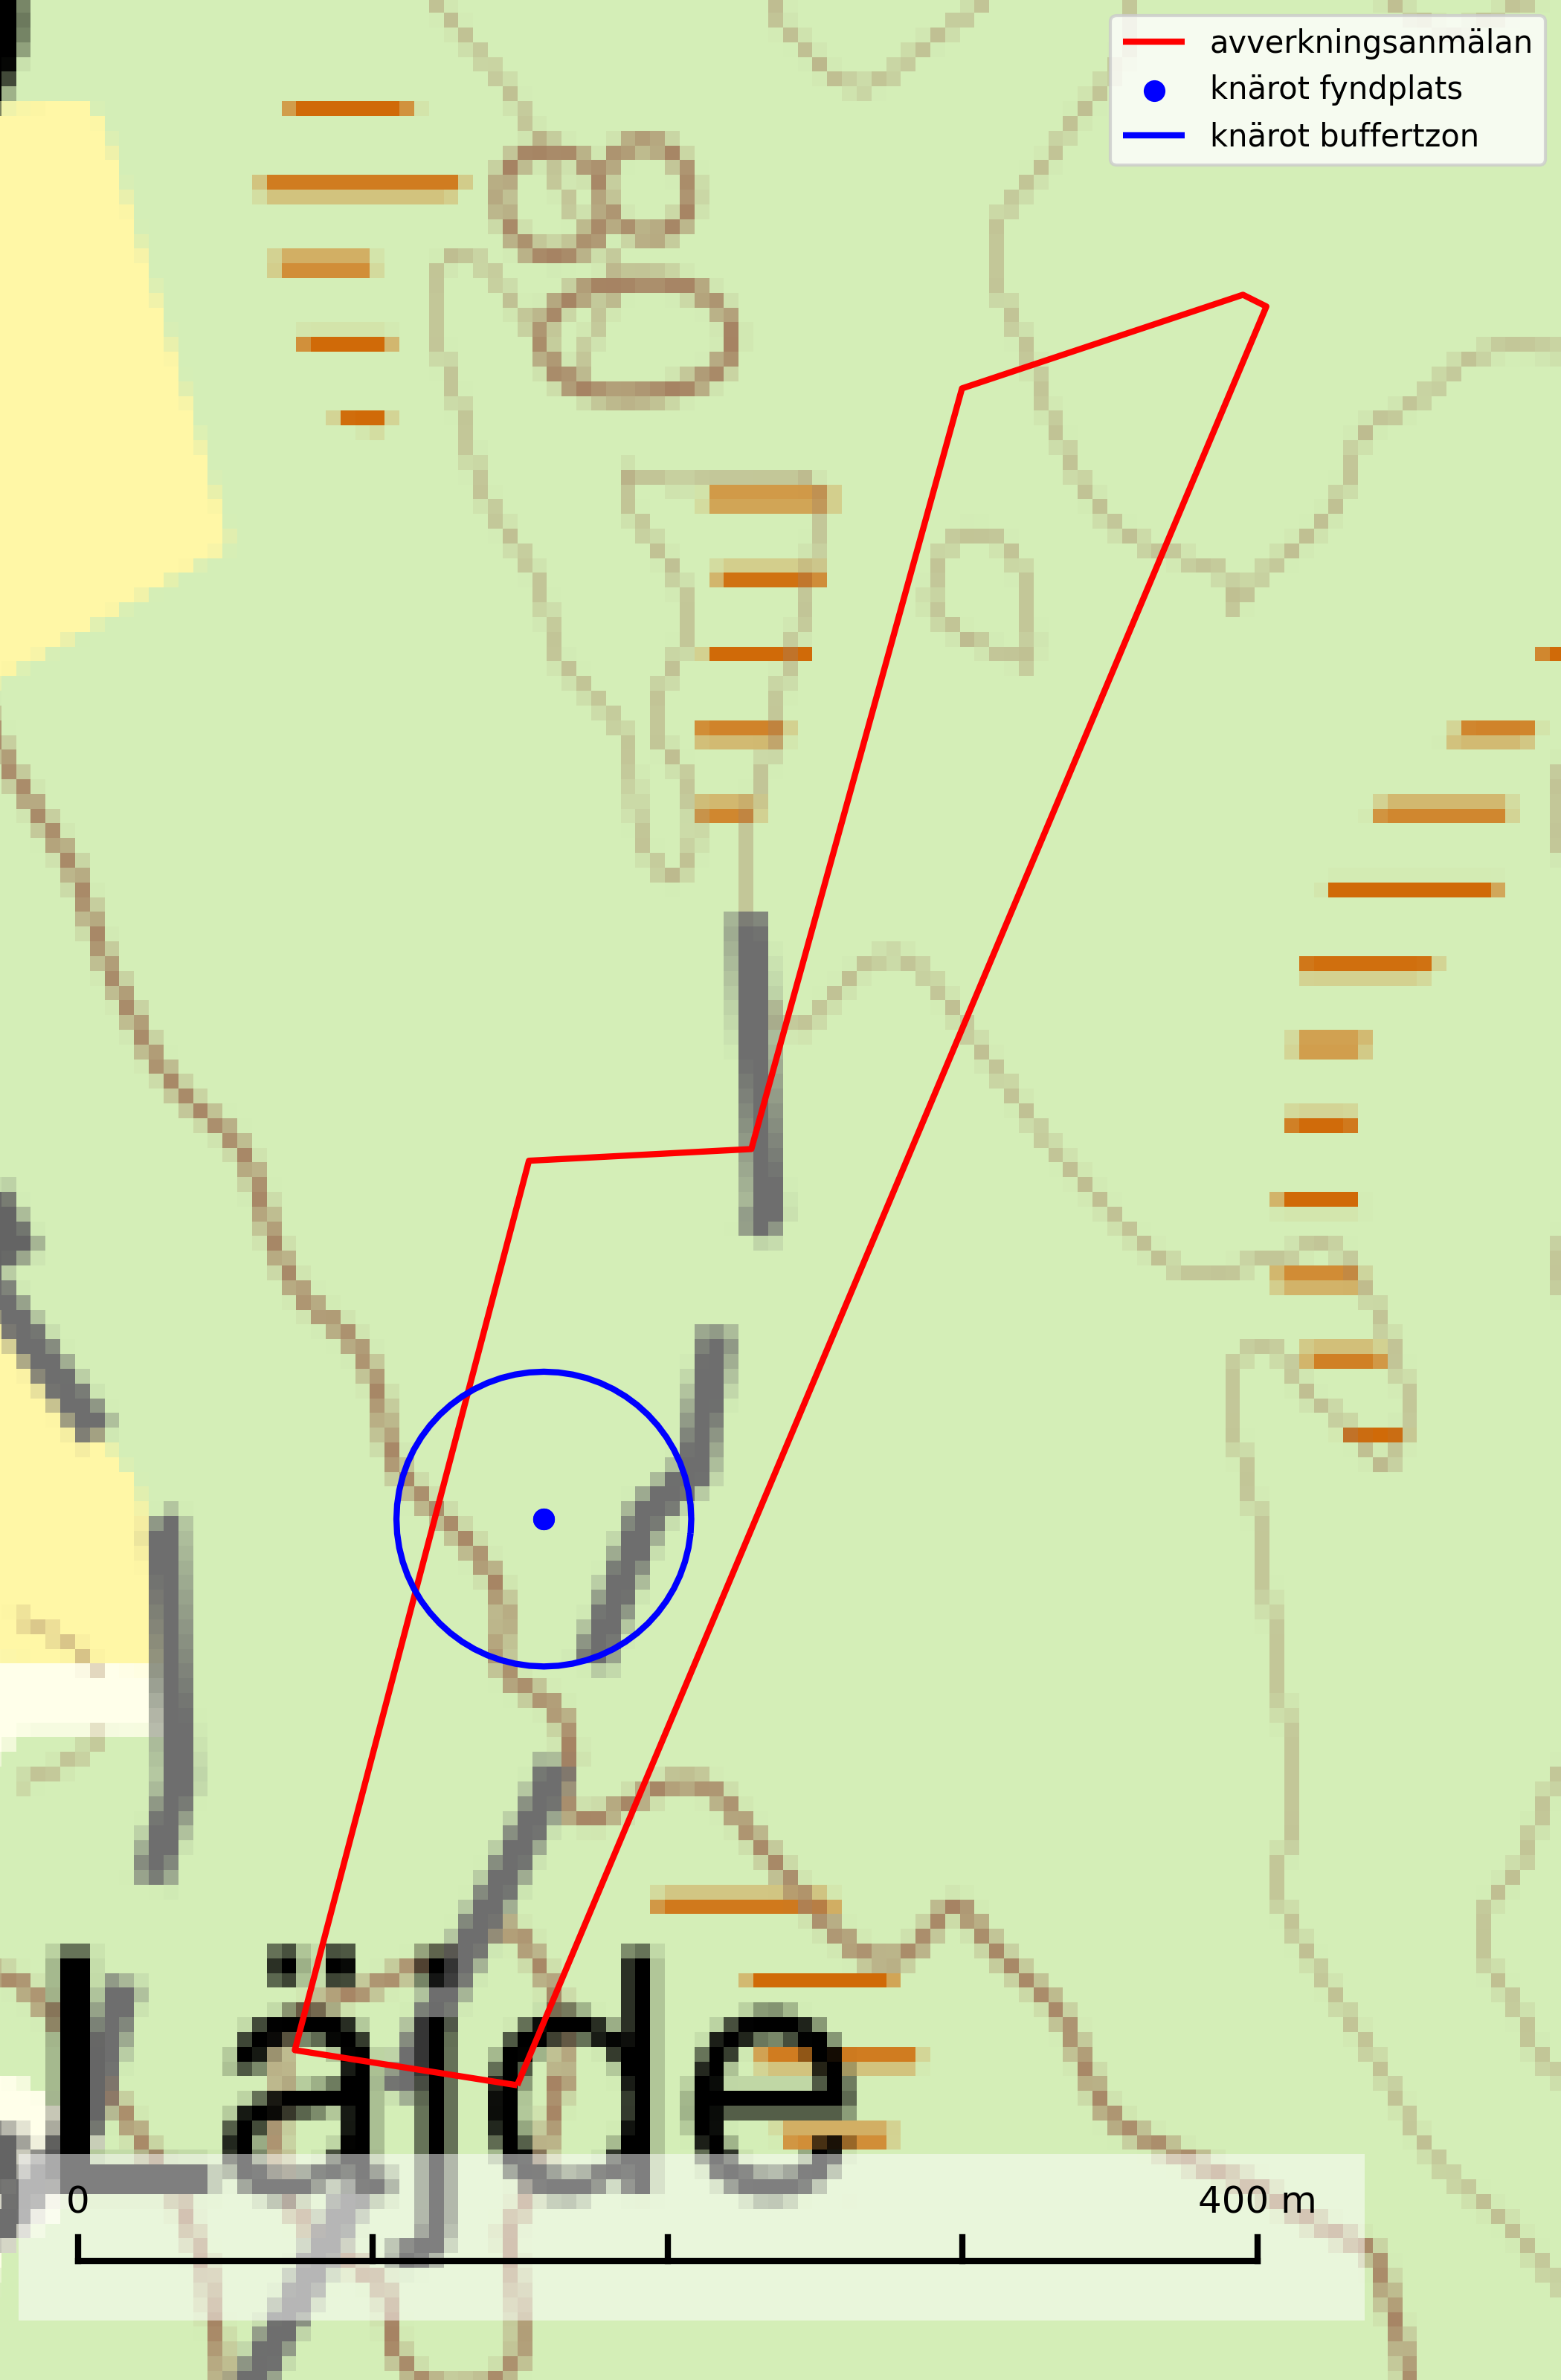 avverkningsanmälan
knärot fyndplats
knärot buffertzon
Läjde
0 400 m